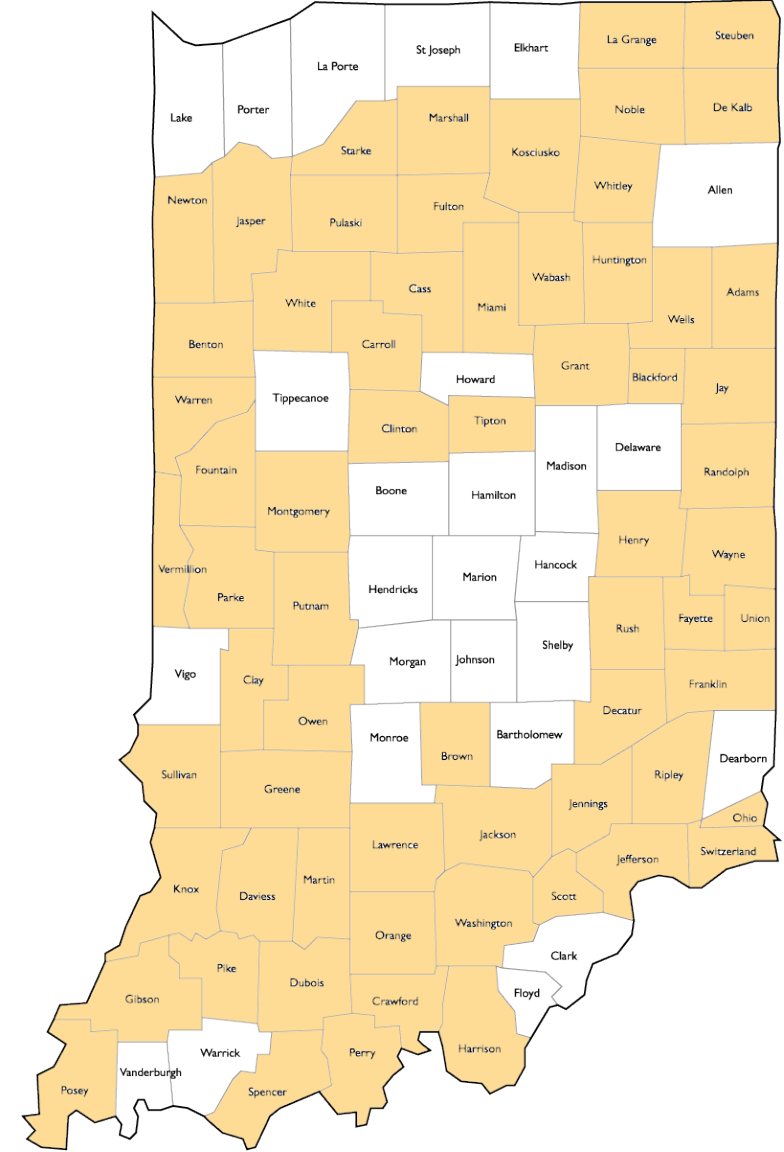 La Grange
Steuben
St Joseph
Elkhart
La Porte
Noble
De Kalb
Porter
Lake
Marshall
Starke
Kosciusko
Whitley
Allen
Newton
Jasper
Fulton
Pulaski
Huntington
Wabash
Cass
Adams
White
Miami
Wells
Benton
Carroll
Grant
Howard
Blackford
Jay
Tippecanoe
Warren
Tipton
Clinton
Delaware
Madison
Fountain
Randolph
Boone
Hamilton
Montgomery
Henry
Wayne
Hancock
Vermillion
Marion
Hendricks
Parke
Putnam
Fayette
Union
Rush
Shelby
Johnson
Morgan
Vigo
Clay
Franklin
Decatur
Owen
Bartholomew
Monroe
Brown
Dearborn
Sullivan
Ripley
Greene
Jennings
Ohio
Jackson
Lawrence
Switzerland
Jefferson
Martin
Knox
Daviess
Scott
Washington
Orange
Clark
Pike
Dubois
Floyd
Gibson
Crawford
Harrison
Warrick
Perry
Vanderburgh
Posey
Spencer